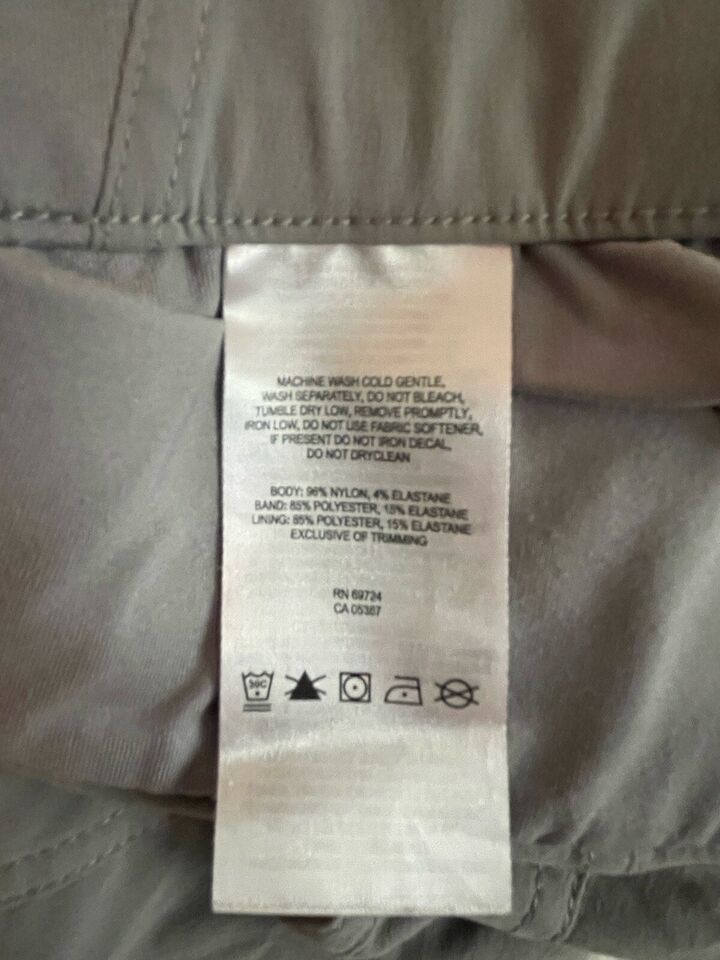 MACHINE WASH COLD GENTLE,
WASH SEPARATELY, DO NOT BLEACH,
TUMBLE DRY LOW, REMOVE PROMPTLY,
IRON LOW, DO NOT USE FABRIC SOFTENER,
IF PRESENT DO NOT IRON DECAL,
DO NOT DRYCLEAN
BODY: 96% NYLON, 4% ELASTANE
BAND: 85% POLYESTER, 15% ELASTANE
LINING: 85% POLYESTER, 15% ELASTANE
EXCLUSIVE OF TRIMMING
RN 69724
CA 05387
30C